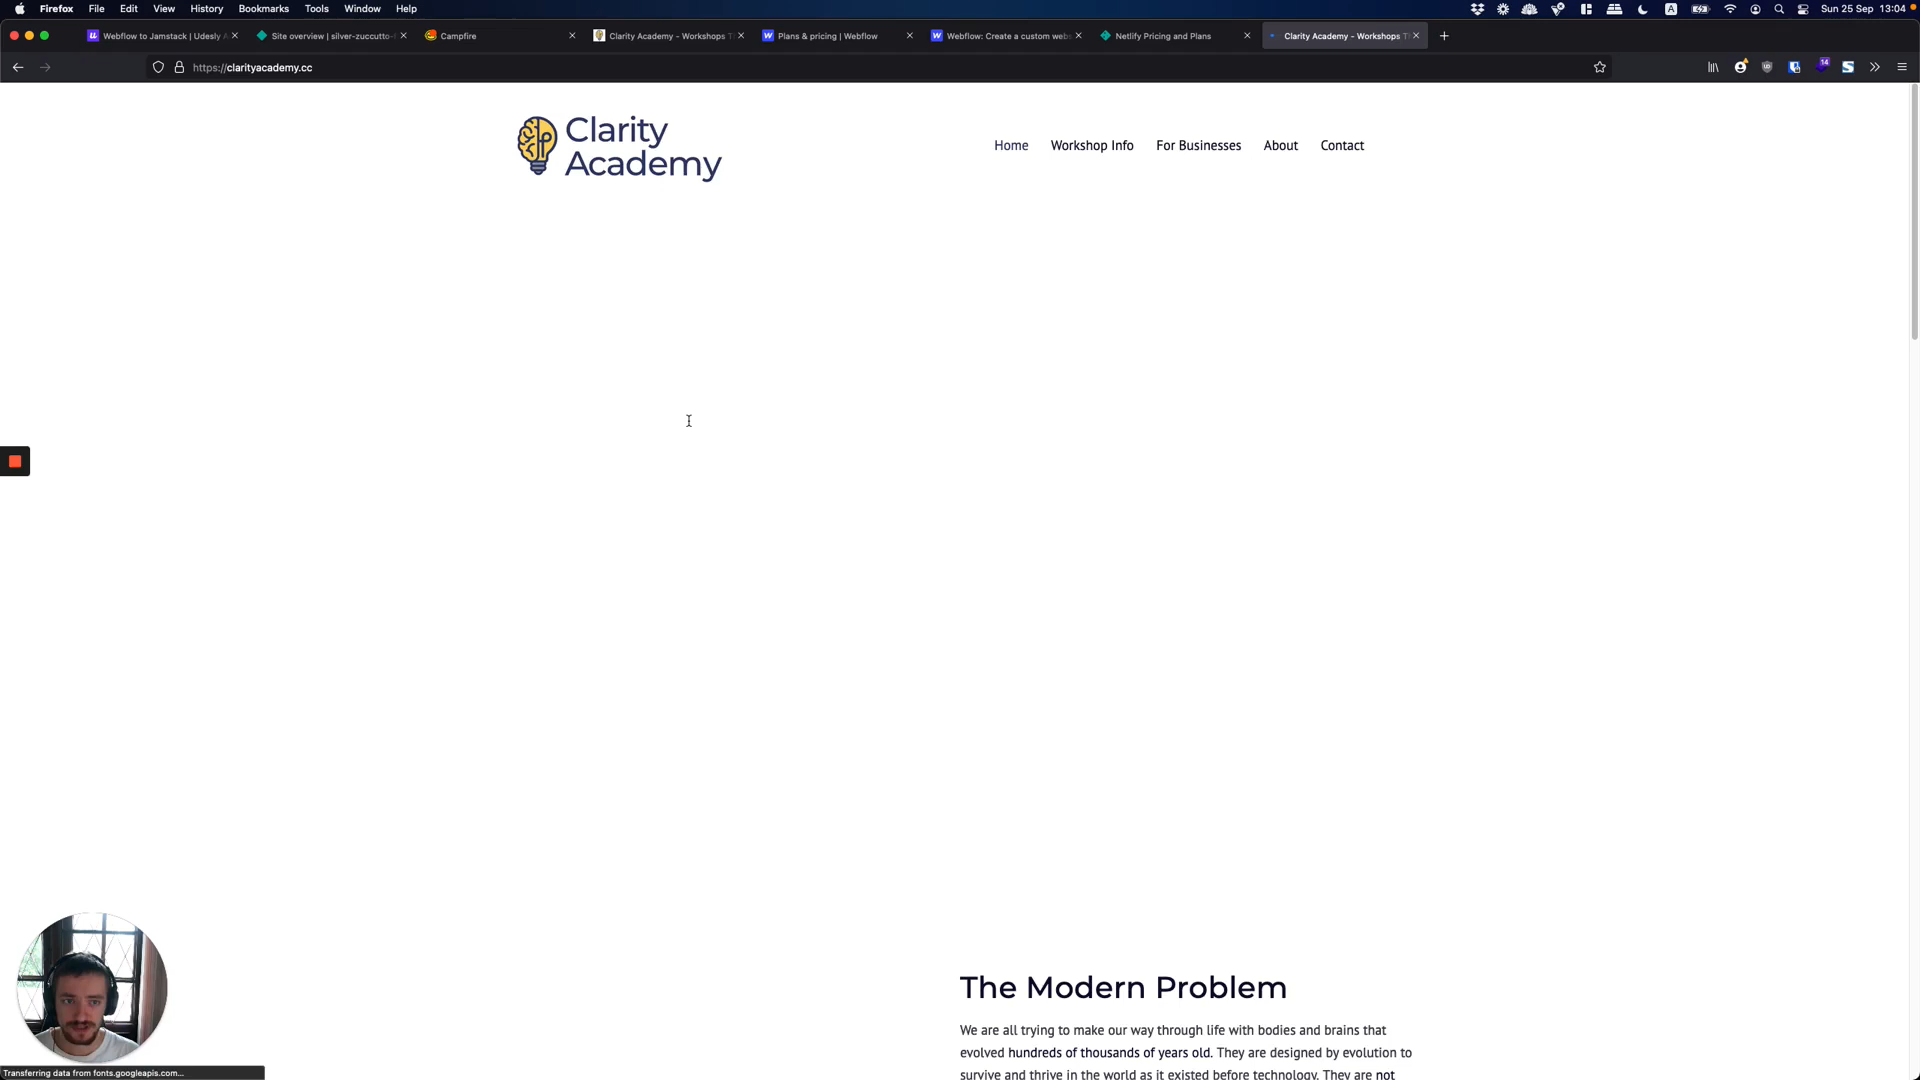 Firefox File Edit View History Bookmarks Tools Window Help
A
Sun 25 Sep 13:04
Webflow to Jamstack | Udesly
Site overview | silver-zuccutto-
Campfire
Clarity Academy - Workshops T
Plans & pricing | Webflow
Webflow: Create a custom webs
Netlify Pricing and Plans
Clarity Academy - Workshops T
https://clarityacademy.cc
14
Clarity
Academy
Home
Workshop Info
For Businesses
About
Contact
The Modern Problem
We are all trying to make our way through life with bodies and brains that
evolved hundreds of thousands of years old. They are designed by evolution to
survive and thrive in the world as it existed before technology. They are not
Transferring data from fonts.googleapis.com...